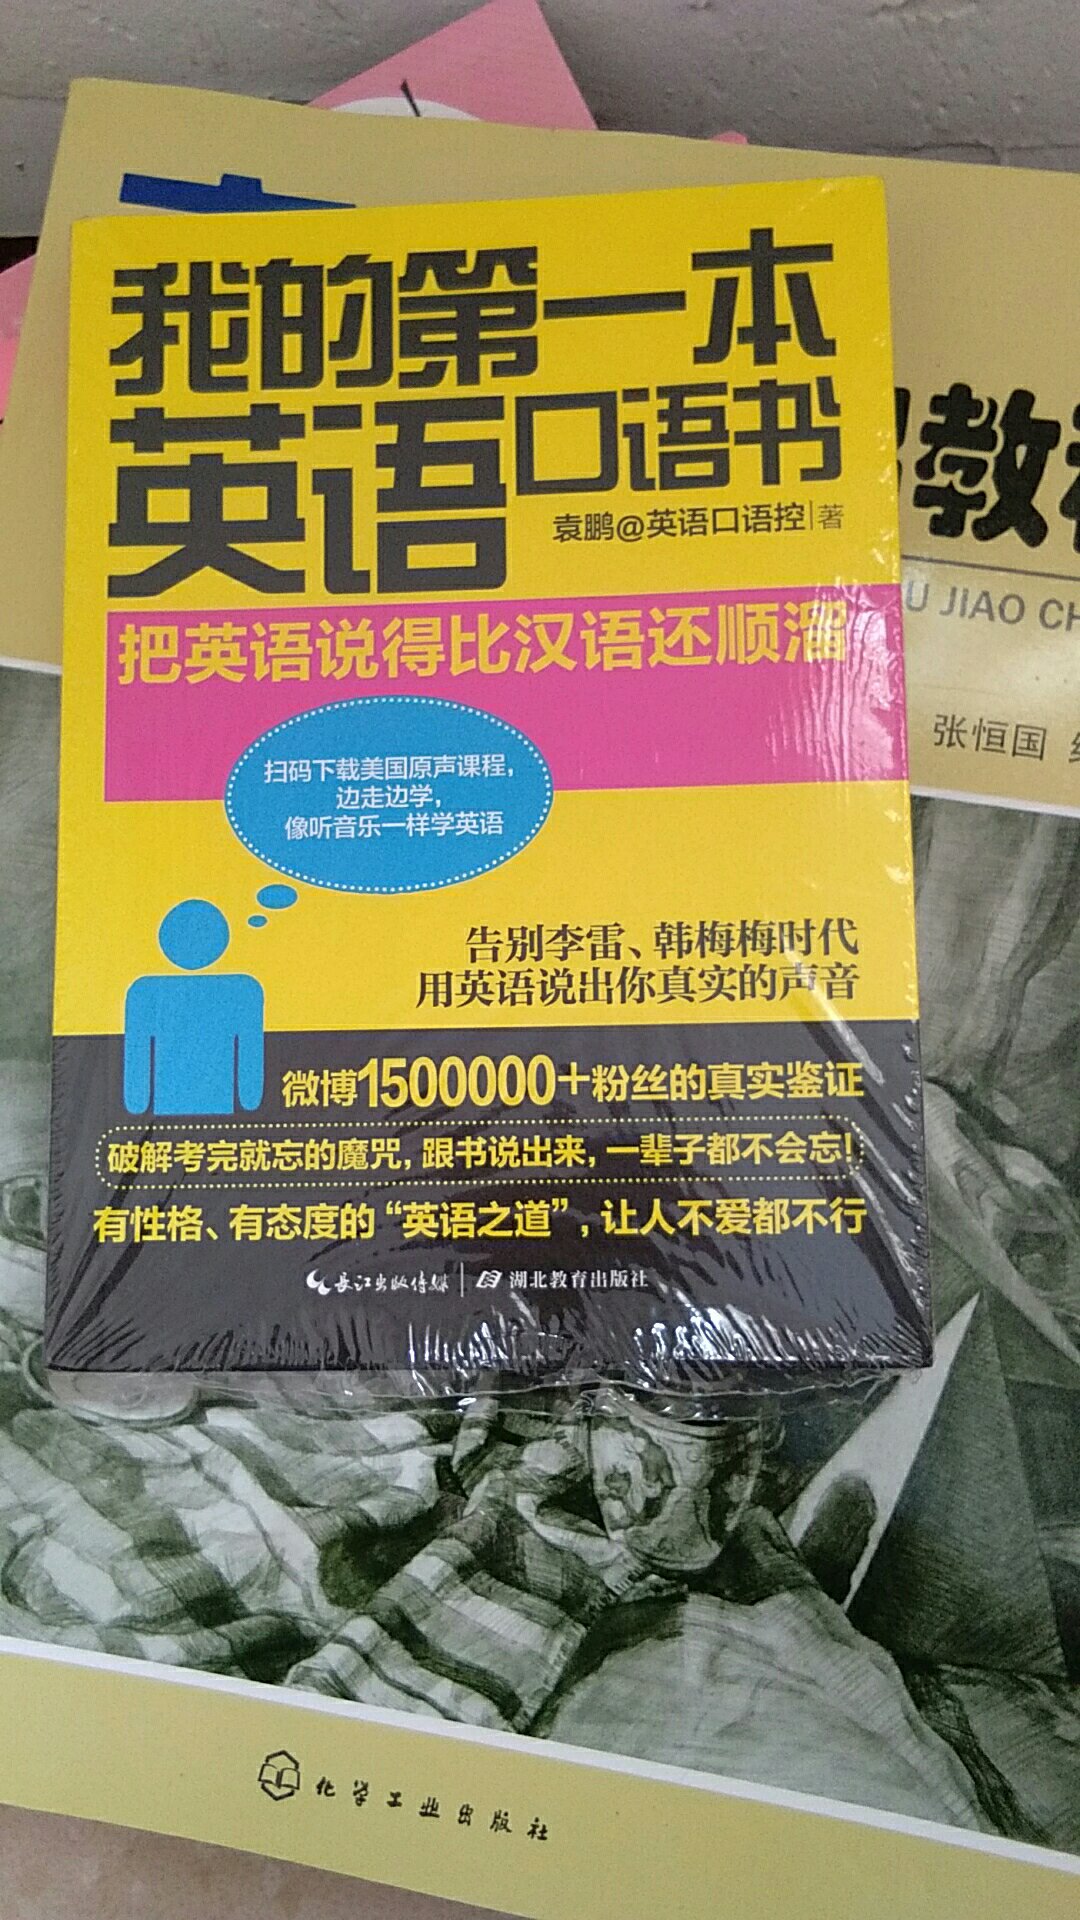 我的第一本
英语口语书
袁鹏@英语口语控|著
把英语说得比汉语还顺溜
扫码下载美国原声课程，
边走边学，
像听音乐一样学英语
告别李雷、韩梅梅时代
用英语说出你真实的声音
微博1500000+粉丝的真实鉴证
破解考完就忘的魔咒，跟书说出来，一辈子都不会忘！
有性格、有态度的“英语之道”，让人不爱都不行
長江出版传媒 | 湖北教育出版社
教
U JIAO CH
张恒国
化学工业出版社